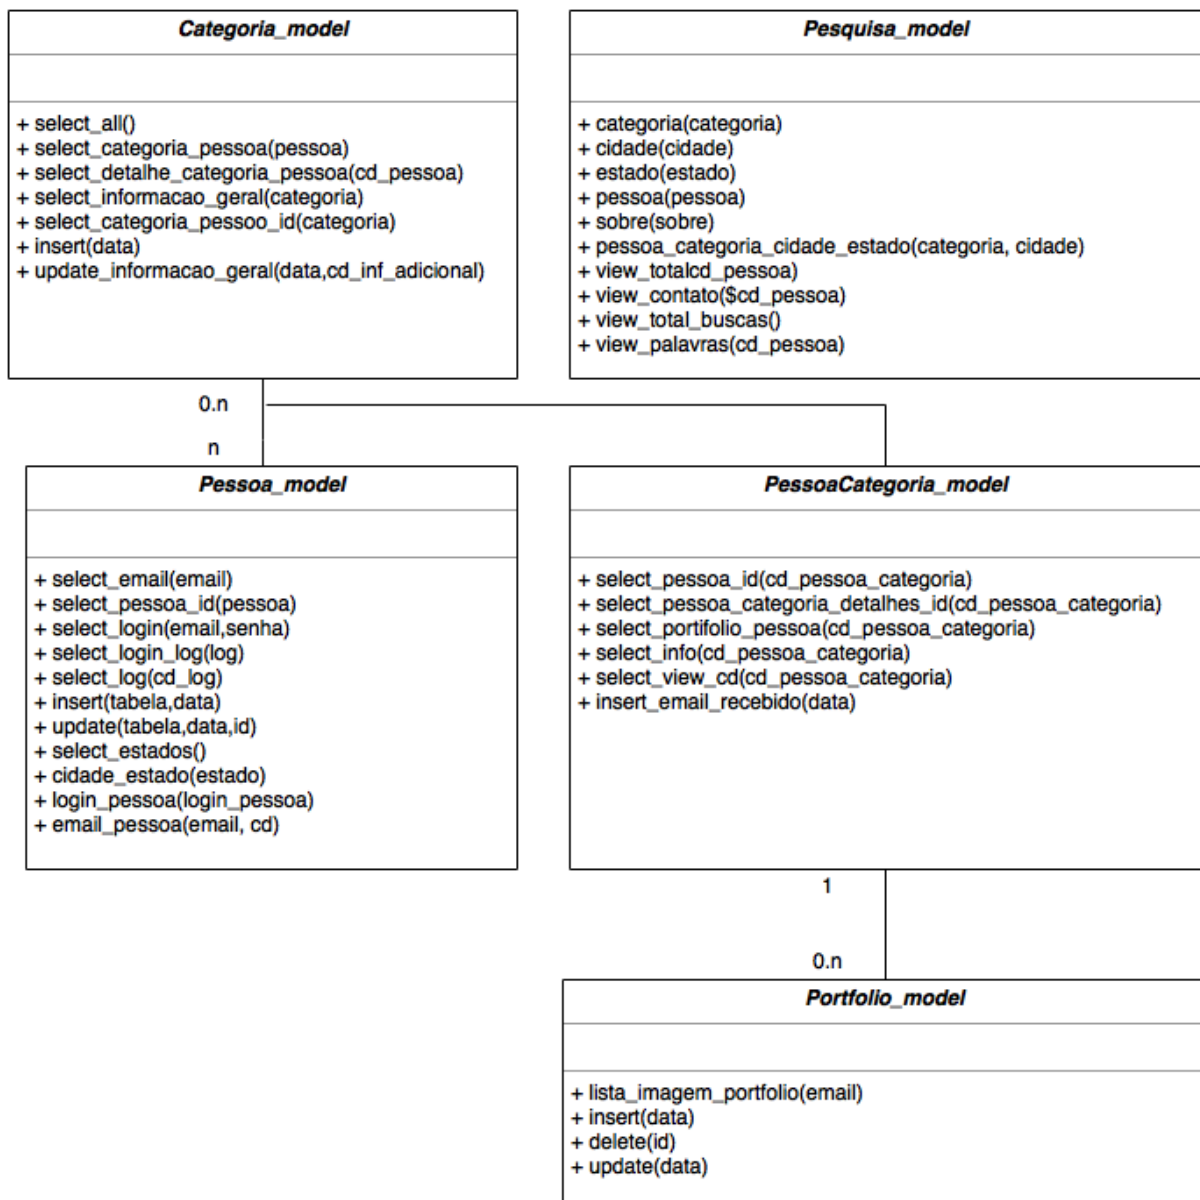 Categoria_model
+ select_all()
+ select_categoria_pessoa(pessoa)
+ select_detalhe_categoria_pessoa(cd_pessoa)
+ select_informacao_geral(categoria)
+ select_categoria_pessoo_id(categoria)
+ insert(data)
+ update_informacao_geral(data,cd_inf_adicional)
Pesquisa_model
+ categoria(categoria)
+ cidade(cidade)
+ estado(estado)
+ pessoa(pessoa)
+ sobre(sobre)
+ pessoa_categoria_cidade_estado(categoria, cidade)
+ view_totalcd_pessoa)
+ view_contato($cd_pessoa)
+ view_total_buscas()
+ view_palavras(cd_pessoa)
0.n
n
Pessoa_model
+ select_email(email)
+ select_pessoa_id(pessoa)
+ select_login(email,senha)
+ select_login_log(log)
+ select_log(cd_log)
+ insert(tabela,data)
+ update(tabela,data,id)
+ select_estados()
+ cidade_estado(estado)
+ login_pessoa(login_pessoa)
+ email_pessoa(email, cd)
PessoaCategoria_model
+ select_pessoa_id(cd_pessoa_categoria)
+ select_pessoa_categoria_detalhes_id(cd_pessoa_categoria)
+ select_portifolio_pessoa(cd_pessoa_categoria)
+ select_info(cd_pessoa_categoria)
+ select_view_cd(cd_pessoa_categoria)
+ insert_email_recebido(data)
1
0.n
Portfolio_model
+ lista_imagem_portfolio(email)
+ insert(data)
+ delete(id)
+ update(data)